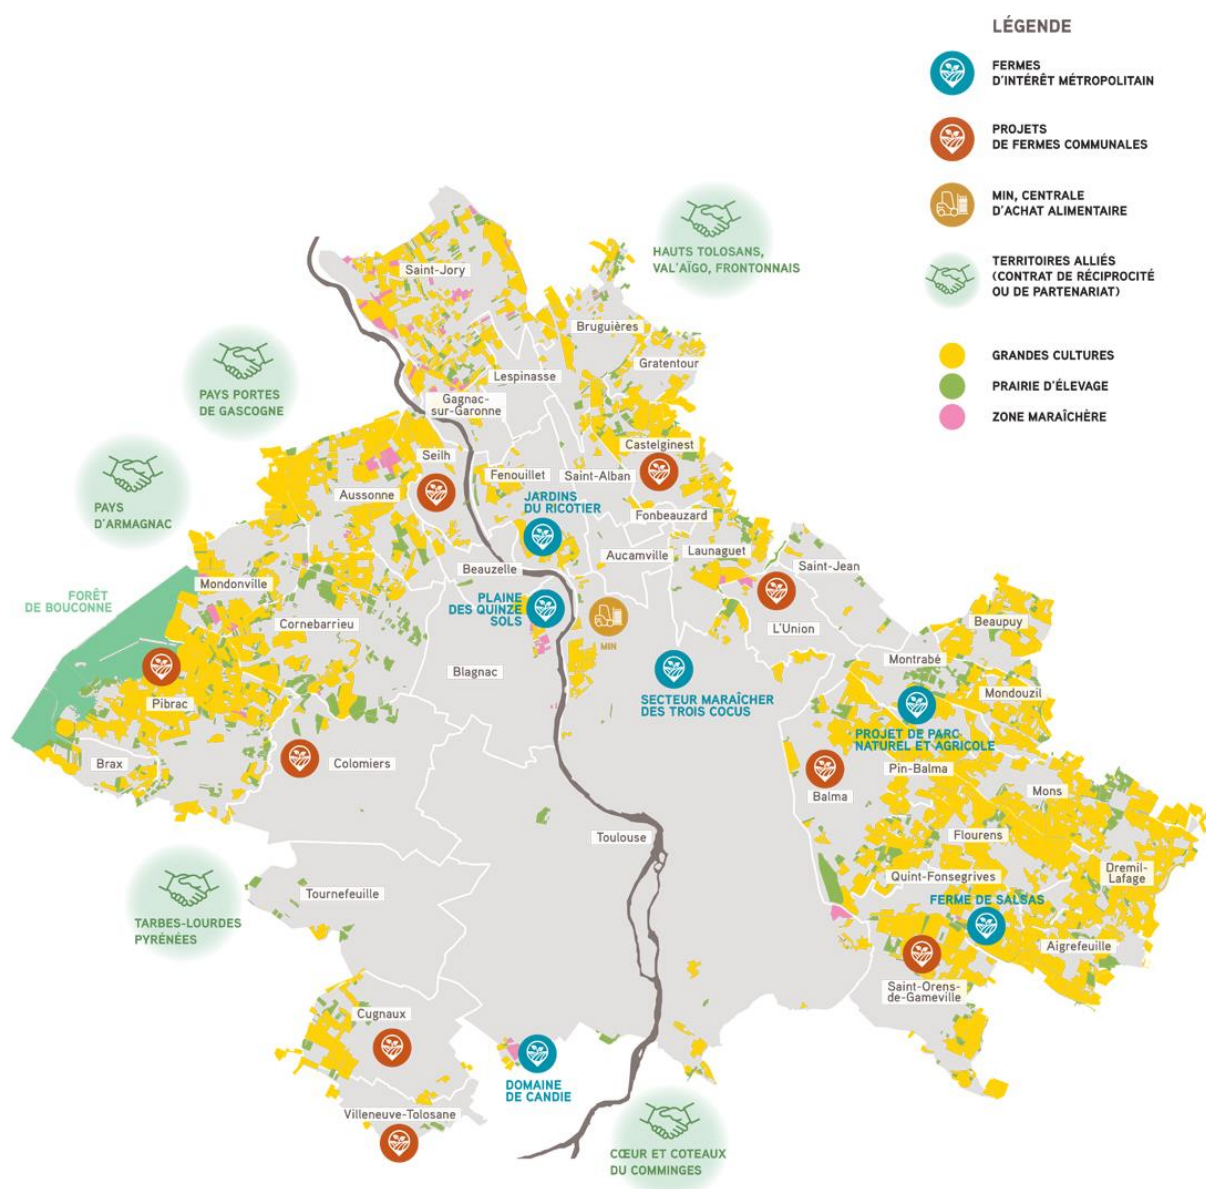 LÉGENDE
FERMES
D'INTÉRÊT MÉTROPOLITAIN
PROJETS
DE FERMES COMMUNALES
MIN, CENTRALE
D'ACHAT ALIMENTAIRE
TERRITOIRES ALLIÉS
(CONTRAT DE RÉCIPROCITÉ
OU DE PARTENARIAT)
GRANDES CULTURES
PRAIRIE D'ÉLEVAGE
ZONE MARAÎCHÈRE
HAUTS TOLOSANS,
VAL'AÏGO, FRONTONNAIS
Saint-Jory
Bruguières
Gratentour
Lespinasse
PAYS PORTES
DE GASCOGNE
Gagnac-
sur-Garonne
Castelginest
Seilh
Fenouillet
Saint-Alban
Aussonne
JARDINS
DU RICOTIER
PAYS
D'ARMAGNAC
Fonbeauzard
Aucamville
Launaguet
Saint-Jean
Beauzelle
Mondonville
FORÊT
DE BOUCONNE
PLAINE
DES QUINZE
SOLS
Cornebarrieu
L'Union
Beaupuy
MIN
Blagnac
Montrabé
Mondouzil
SECTEUR MARAÎCHER
DES TROIS COCUS
Pibrac
PROJET DE PARC
NATUREL ET AGRICOLE
Brax
Colomiers
Pin-Balma
Balma
Mons
Toulouse
Flourens
Dremil-
Lafage
Quint-Fonsegrives
Tournefeuille
FERME DE SALSAS
TARBES-LOURDES
PYRÉNÉES
Aigrefeuille
Saint-Orens-
de-Gameville
Cugnaux
DOMAINE
DE CANDIE
Villeneuve-Tolosane
CŒUR ET COTEAUX
DU COMMINGES